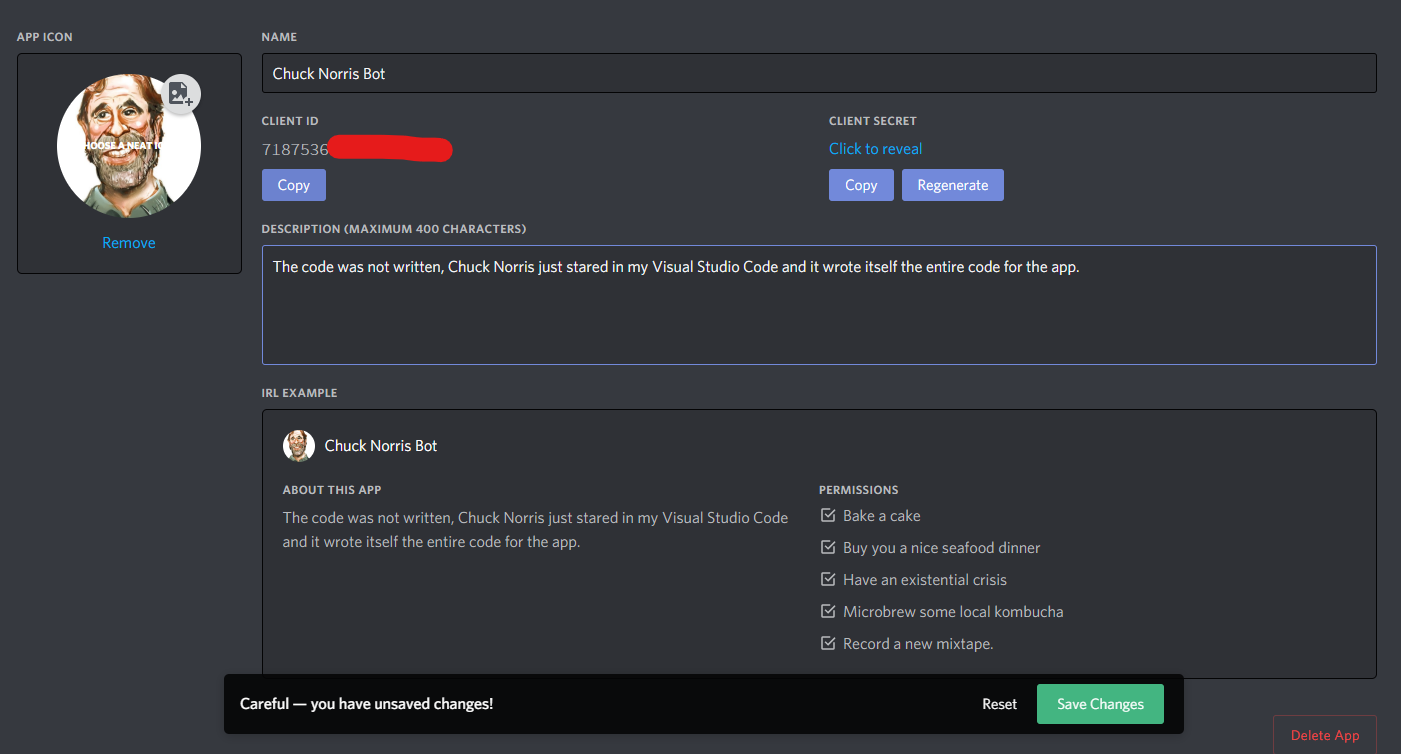 APP ICON
NAME
Chuck Norris Bot
CLIENT ID
CLIENT SECRET
7187536
Click to reveal
Copy
Copy
Regenerate
Remove
DESCRIPTION (MAXIMUM 400 CHARACTERS)
The code was not written, Chuck Norris just stared in my Visual Studio Code and it wrote itself the entire code for the app.
IRL EXAMPLE
Chuck Norris Bot
ABOUT THIS APP
The code was not written, Chuck Norris just stared in my Visual Studio Code
and it wrote itself the entire code for the app.
PERMISSIONS
Bake a cake
Buy you a nice seafood dinner
Have an existential crisis
Microbrew some local kombucha
Record a new mixtape.
Careful — you have unsaved changes!
Reset
Save Changes
Delete App